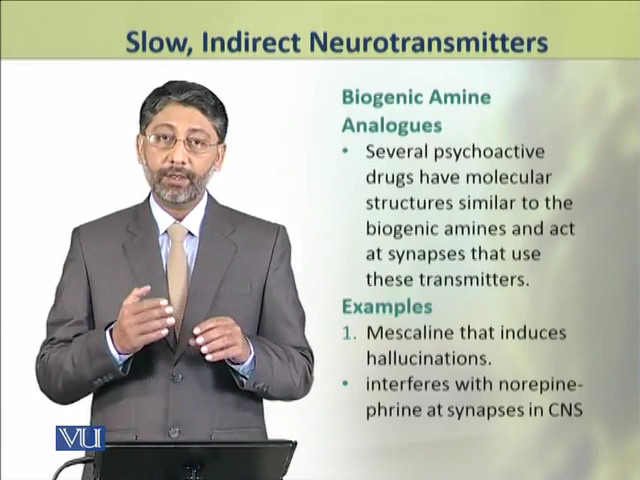 Slow, Indirect Neurotransmitters
Biogenic Amine
Analogues
• Several psychoactive
drugs have molecular
structures similar to the
biogenic amines and act
at synapses that use
these transmitters.
Examples
1. Mescaline that induces
hallucinations.
• interferes with norepine-
phrine at synapses in CNS
VU